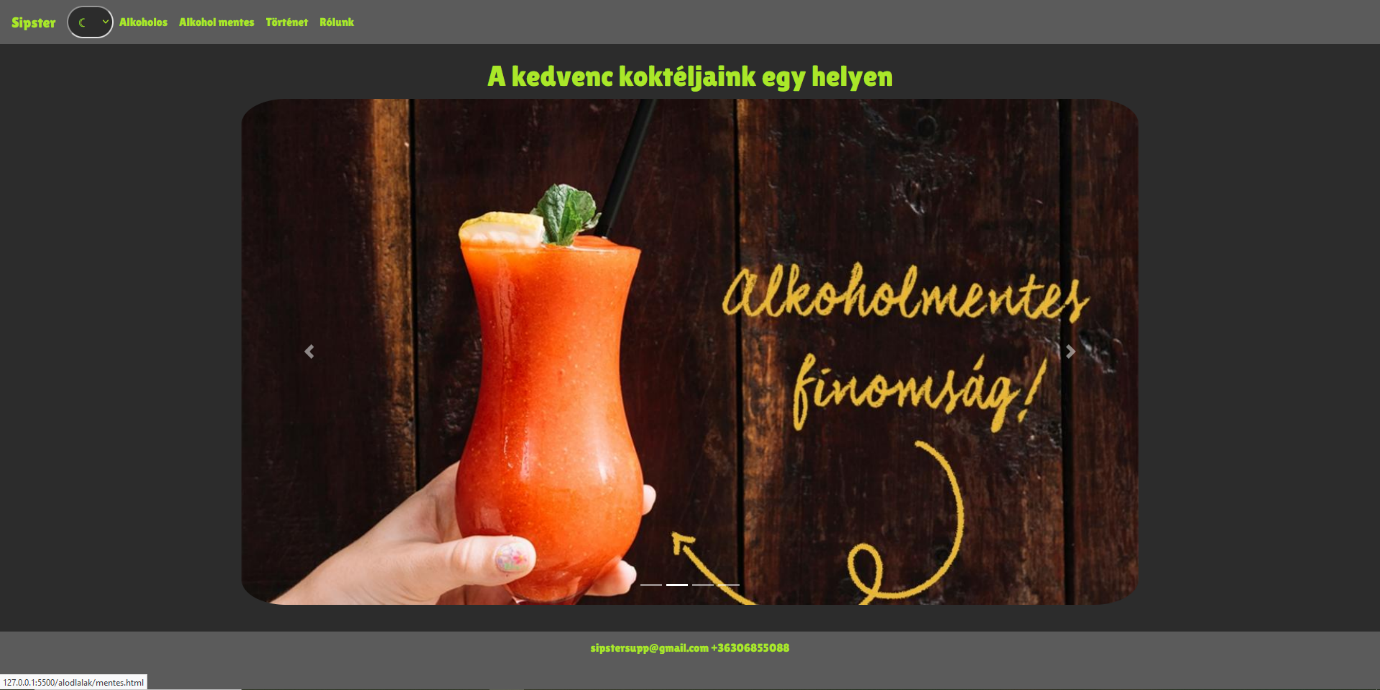 Sipster Alkoholos Alkohol mentes Történet Rólunk
A kedvenc koktéljaink egy helyen
Alkoholmentes
finomság!
sipstersupp@gmail.com +36306855088
127.0.0.1:5500/alodlalak/mentes.html